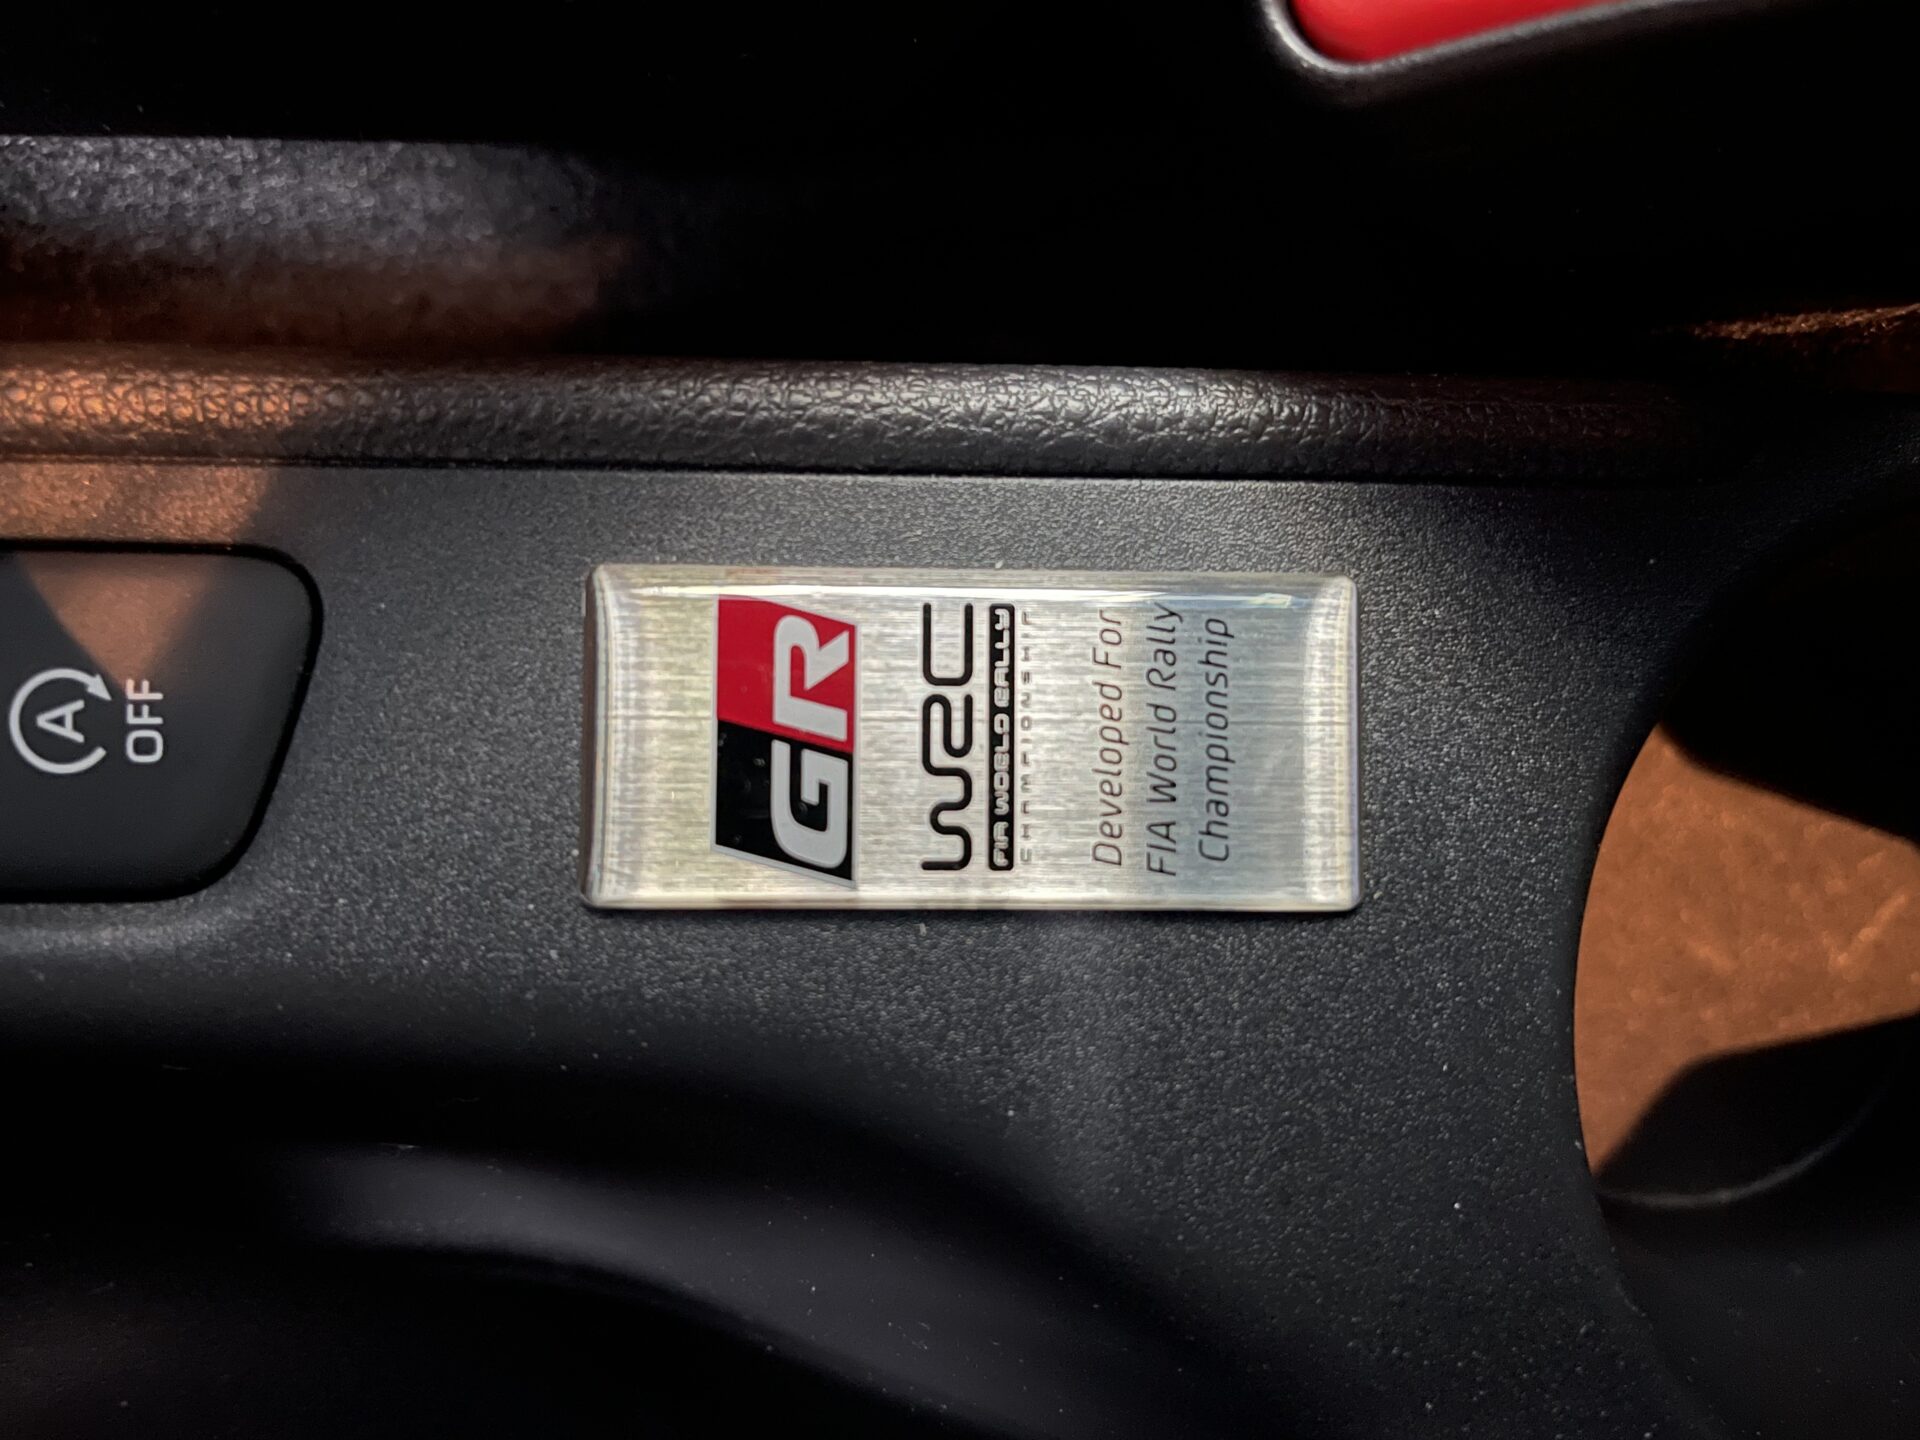 A
OFF
GR
WRC
FIA WORLD RALLY
CHAMPIONSHIP
Developed For
FIA World Rally
Championship